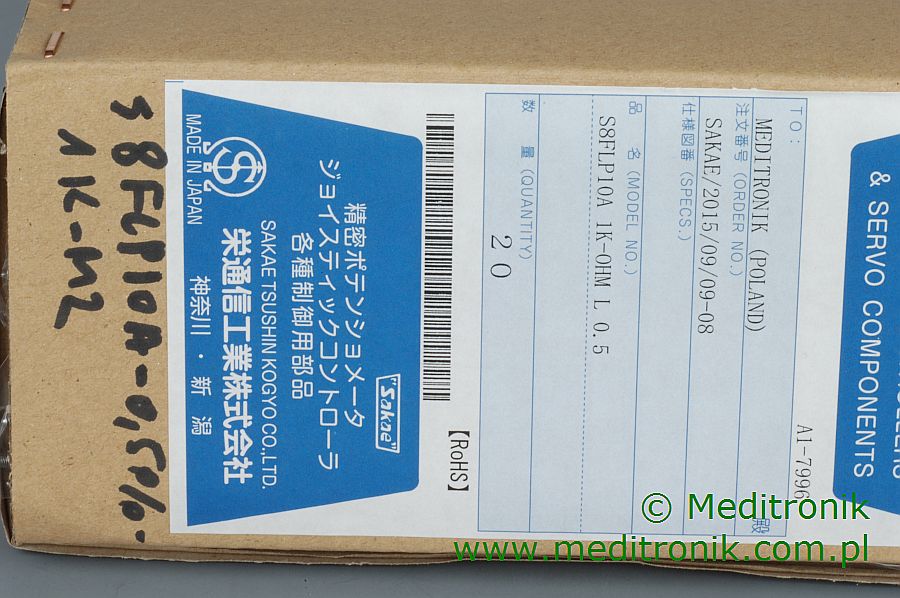 S8FLP10A-0,5%.
1K-M2
TO:
MEDITRONIK (POLAND)
殿
注文番号 (ORDER NO.)
A1-7996
SAKAE/2015/09/09-08
仕様図番 (SPECS.)
品 名 (MODEL NO.)
S8FLP10A 1K-OHM L 0.5
数 量 (QUANTITY)
20
【RoHS】
"Sakae"
精密ポテンショメータ
ジョイスティックコントローラ
各種制御用部品
SAKAE TSUSHIN KOGYO CO.,LTD.
栄通信工業株式会社
神奈川・新潟
MADE IN JAPAN
& SERVO COMPONENTS
© Meditronik
www.meditronik.com.pl